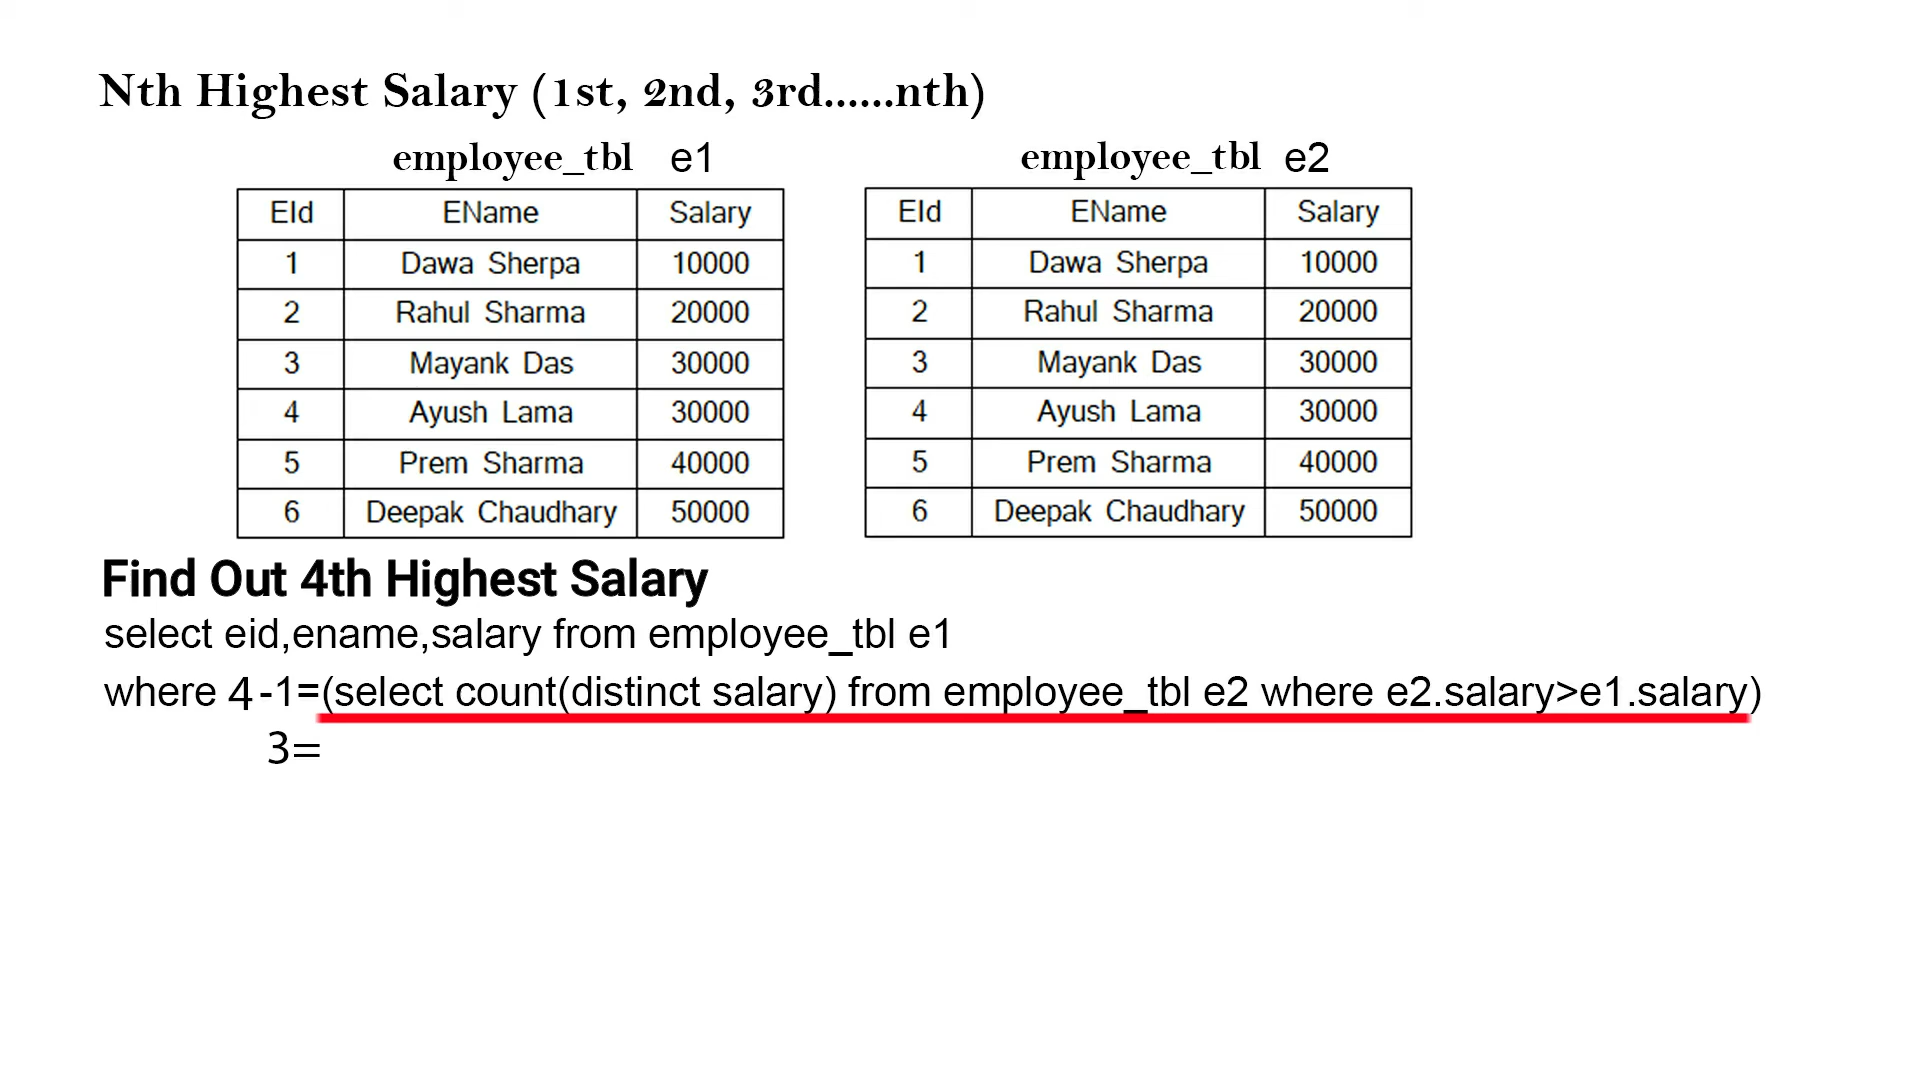 Nth Highest Salary (1st, 2nd, 3rd......nth)
employee_tbl e1 employee_tbl e2
EId EName Salary EId EName Salary
1 Dawa Sherpa 10000 1 Dawa Sherpa 10000
2 Rahul Sharma 20000 2 Rahul Sharma 20000
3 Mayank Das 30000 3 Mayank Das 30000
4 Ayush Lama 30000 4 Ayush Lama 30000
5 Prem Sharma 40000 5 Prem Sharma 40000
6 Deepak Chaudhary 50000 6 Deepak Chaudhary 50000
Find Out 4th Highest Salary
select eid,ename,salary from employee_tbl e1
where 4-1=(select count(distinct salary) from employee_tbl e2 where e2.salary>e1.salary)
3=